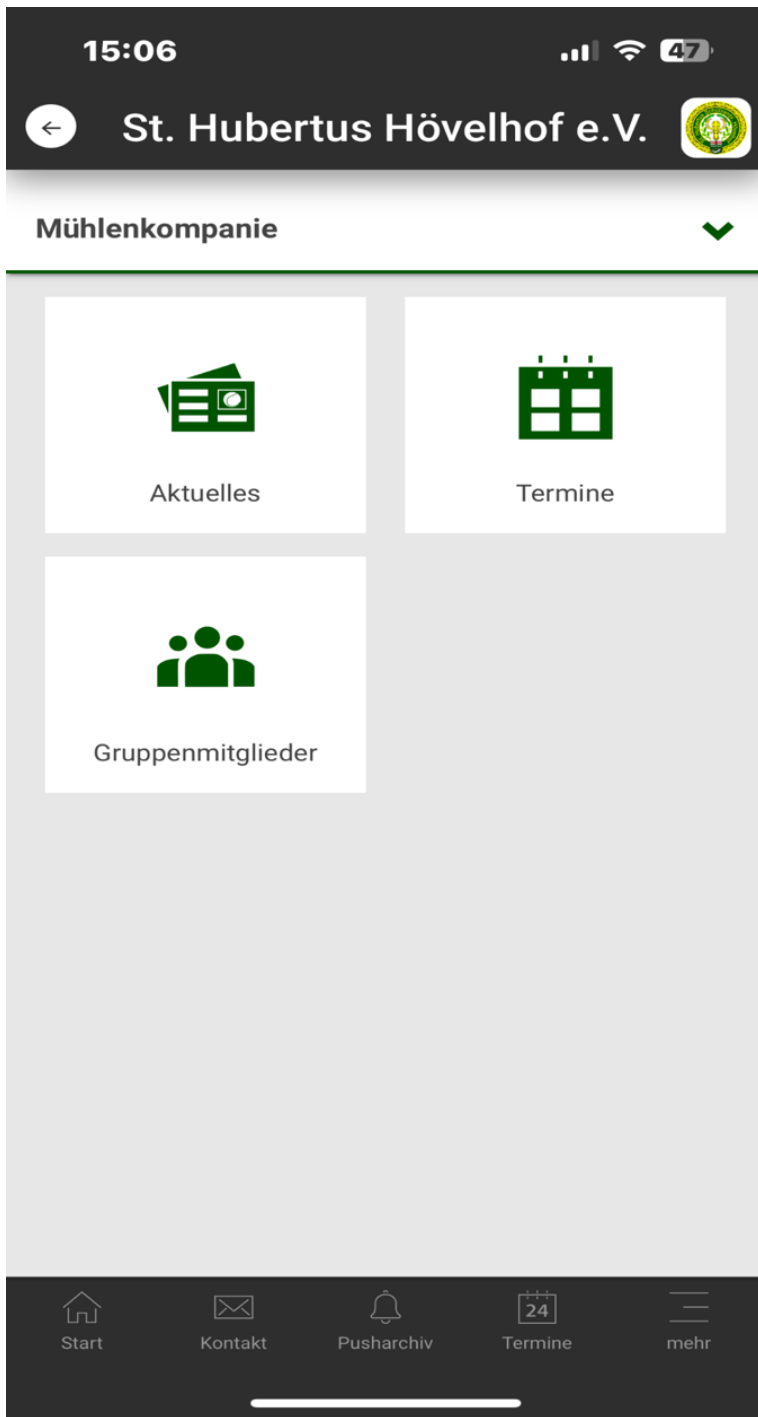 15:06
47
St. Hubertus Hövelhof e.V.
Mühlenkompanie
Aktuelles
Termine
Gruppenmitglieder
24
Start
Kontakt
Pusharchiv
Termine
mehr